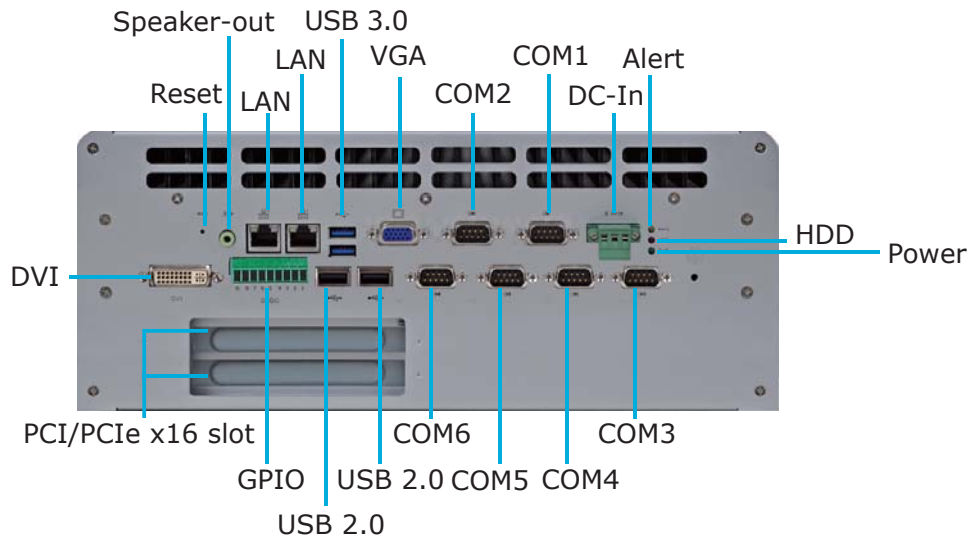 Speaker-out
USB 3.0
LAN
VGA
COM1
Alert
Reset
LAN
COM2
DC-In
HDD
Power
DVI
DVI
PCI/PCIe x16 slot
COM6
COM3
GPIO
USB 2.0
COM5
COM4
USB 2.0